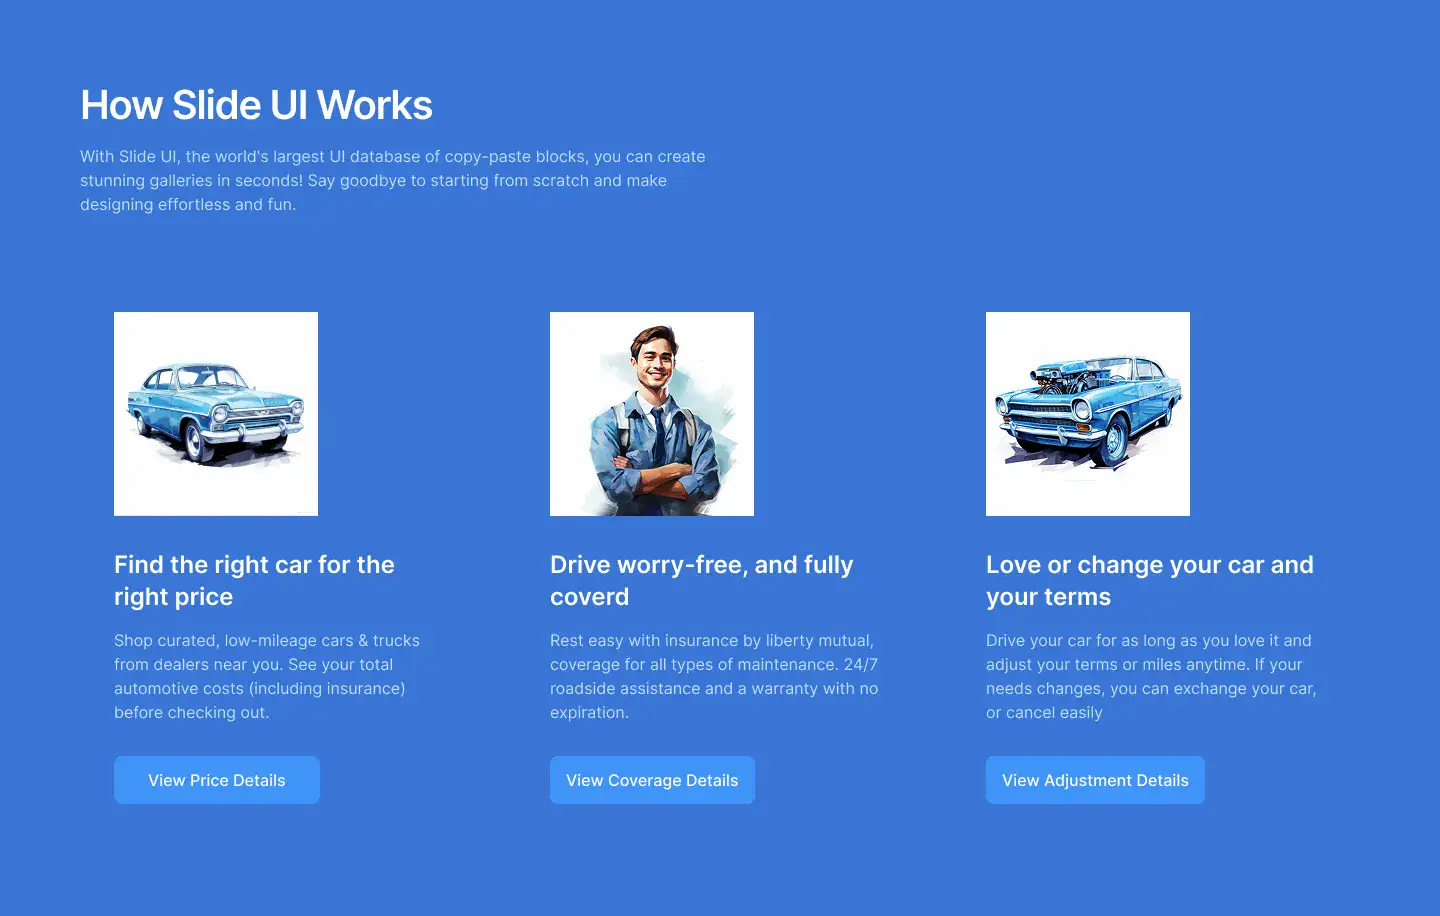 How Slide UI Works
With Slide UI, the world's largest UI database of copy-paste blocks, you can create
stunning galleries in seconds! Say goodbye to starting from scratch and make
designing effortless and fun.
Find the right car for the
right price
Shop curated, low-mileage cars & trucks
from dealers near you. See your total
automotive costs (including insurance)
before checking out.
View Price Details
Drive worry-free, and fully
coverd
Rest easy with insurance by liberty mutual,
coverage for all types of maintenance. 24/7
roadside assistance and a warranty with no
expiration.
View Coverage Details
Love or change your car and
your terms
Drive your car for as long as you love it and
adjust your terms or miles anytime. If your
needs changes, you can exchange your car,
or cancel easily
View Adjustment Details